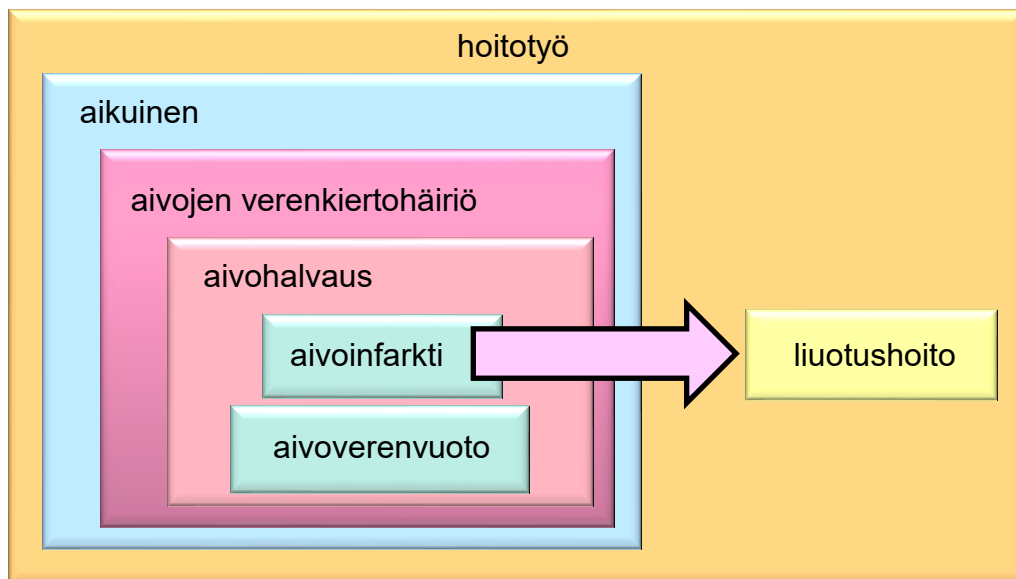 hoitotyö
aikuinen
aivojen verenkiertohäiriö
aivohalvaus
aivoinfarkti
liuotushoito
aivoverenvuoto